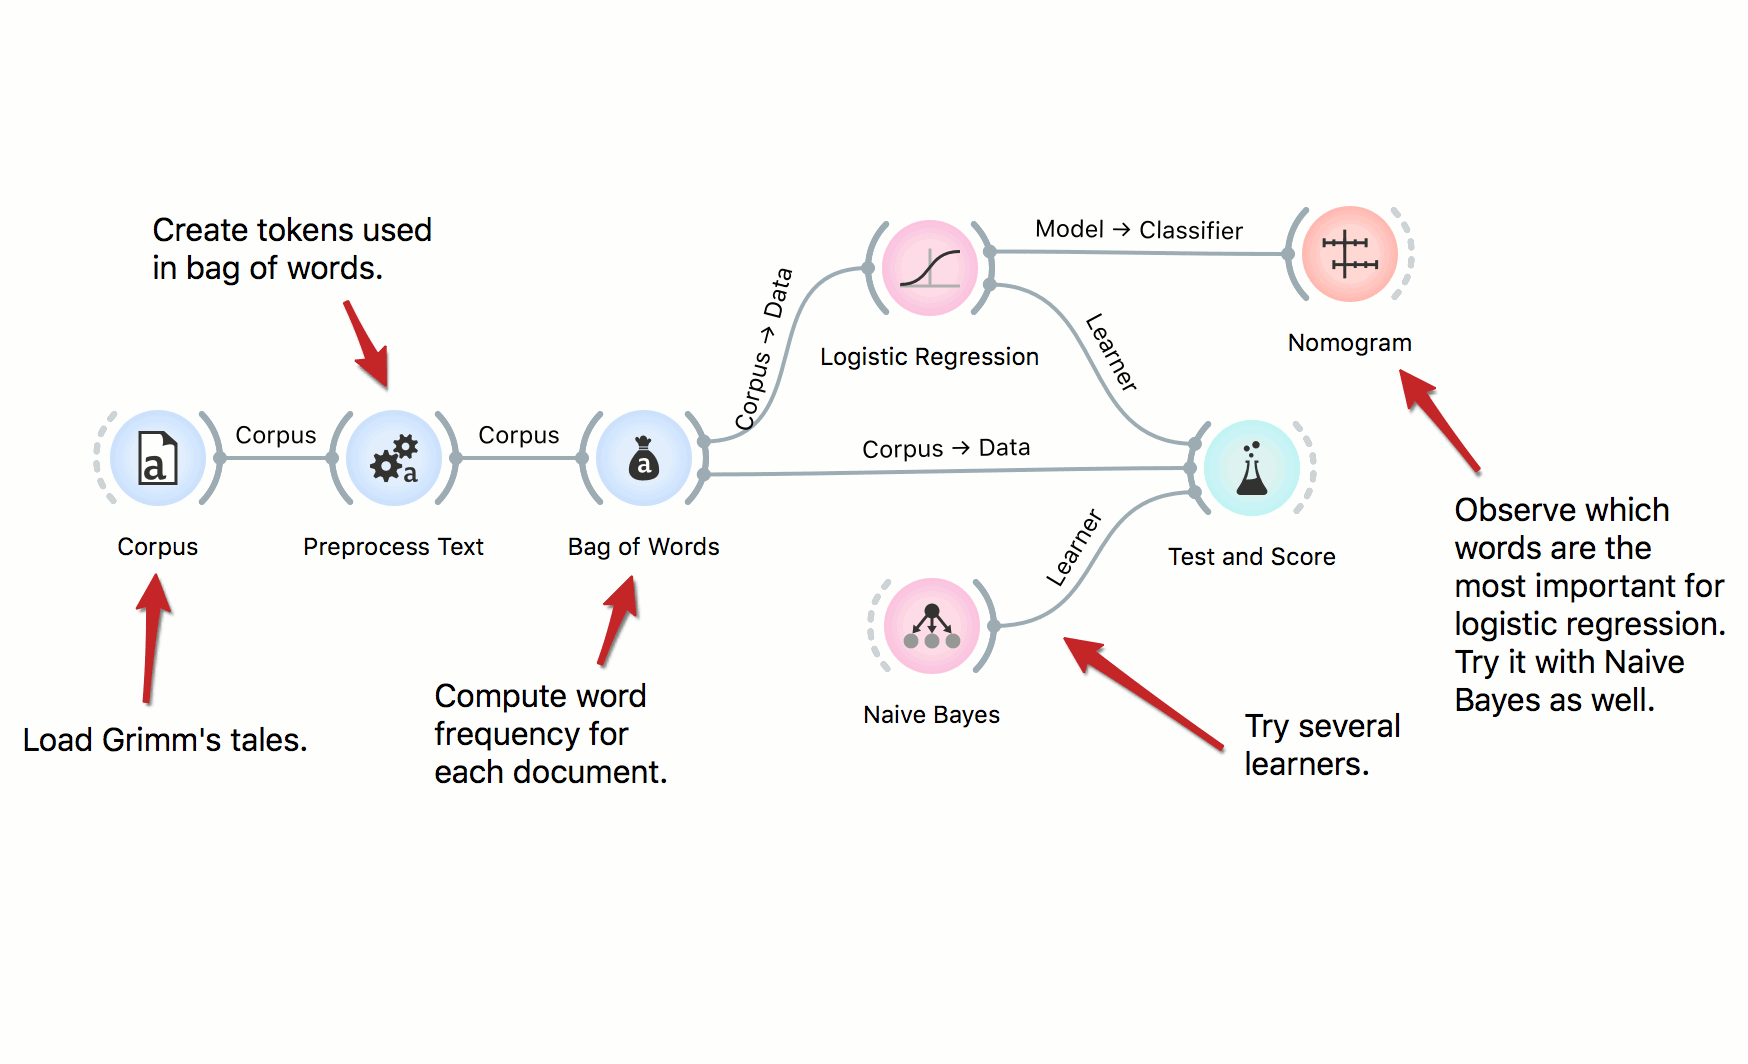 Create tokens used
in bag of words.
Model → Classifier
Corpus → Data
Learner
Nomogram
Logistic Regression
Corpus
Corpus
Corpus → Data
Corpus
Preprocess Text
Bag of Words
Learner
Test and Score
Observe which
words are the
most important for
logistic regression.
Try it with Naive
Bayes as well.
Naive Bayes
Load Grimm's tales.
Compute word
frequency for
each document.
Try several
learners.
a
a
a